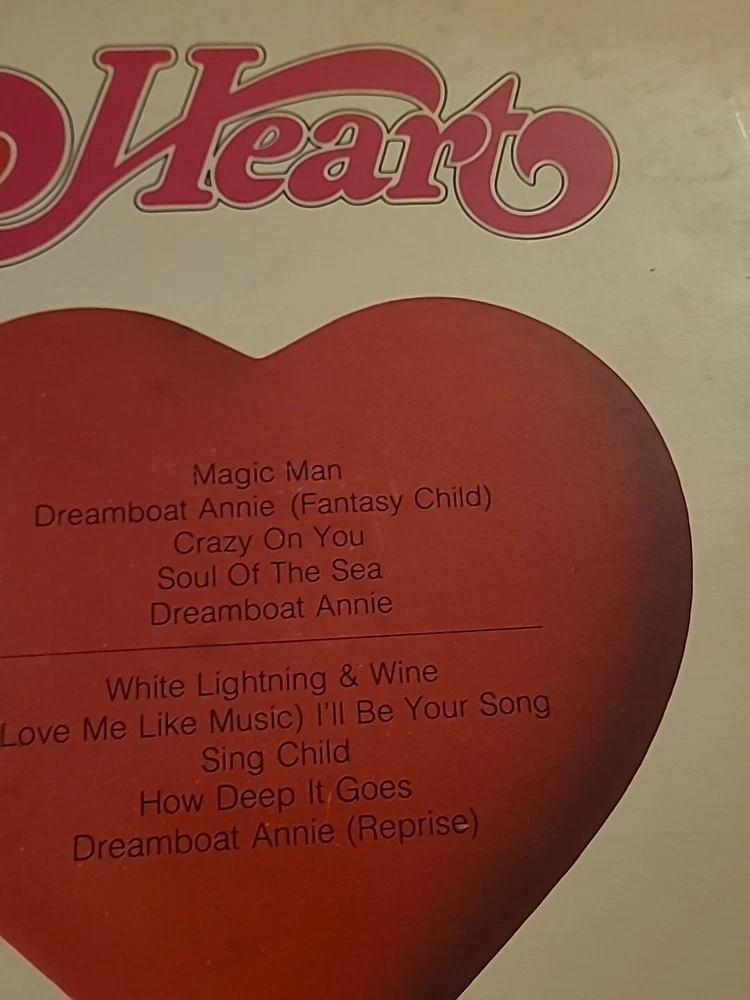 Heart
Magic Man
Dreamboat Annie (Fantasy Child)
Crazy On You
Soul Of The Sea
Dreamboat Annie
White Lightning & Wine
Love Me Like Music) I'll Be Your Song
Sing Child
How Deep It Goes
Dreamboat Annie (Reprise)